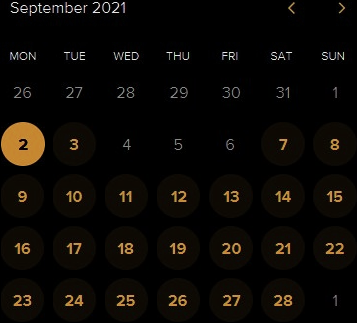 September 2021
MON TUE WED THU FRI SAT SUN
26 27 28 29 30 31 1
2 3 4 5 6 7 8
9 10 11 12 13 14 15
16 17 18 19 20 21 22
23 24 25 26 27 28 1